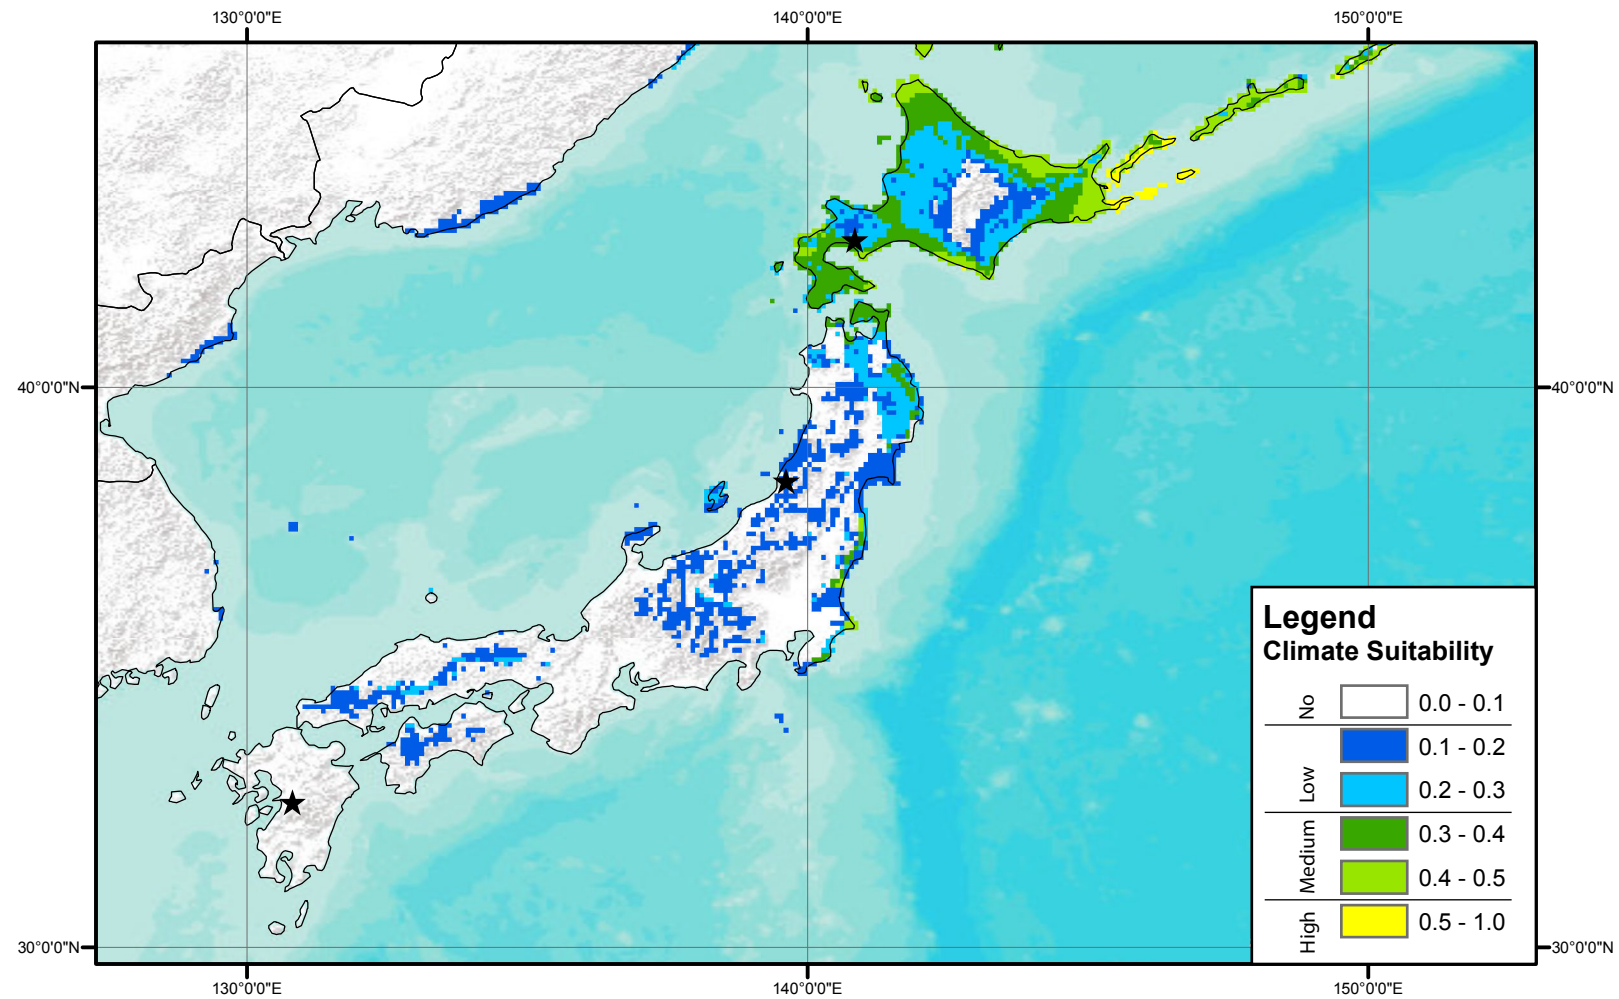 130°0'0"E 140°0'0"E 150°0'0"E
40°0'0"N 40°0'0"N
Legend
Climate Suitability
No 0.0 - 0.1
0.1 - 0.2
Low 0.2 - 0.3
Medium 0.3 - 0.4
0.4 - 0.5
High 0.5 - 1.0
30°0'0"N 30°0'0"N
130°0'0"E 140°0'0"E 150°0'0"E